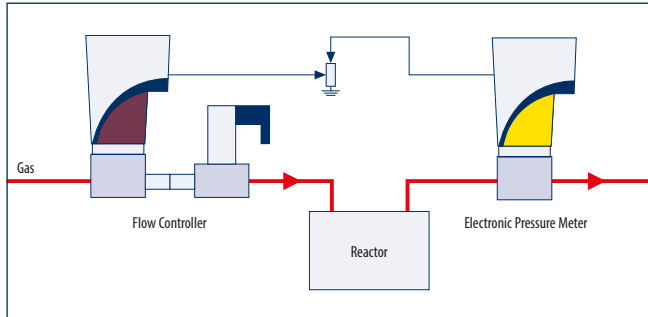 Gas
Flow Controller
Electronic Pressure Meter
Reactor